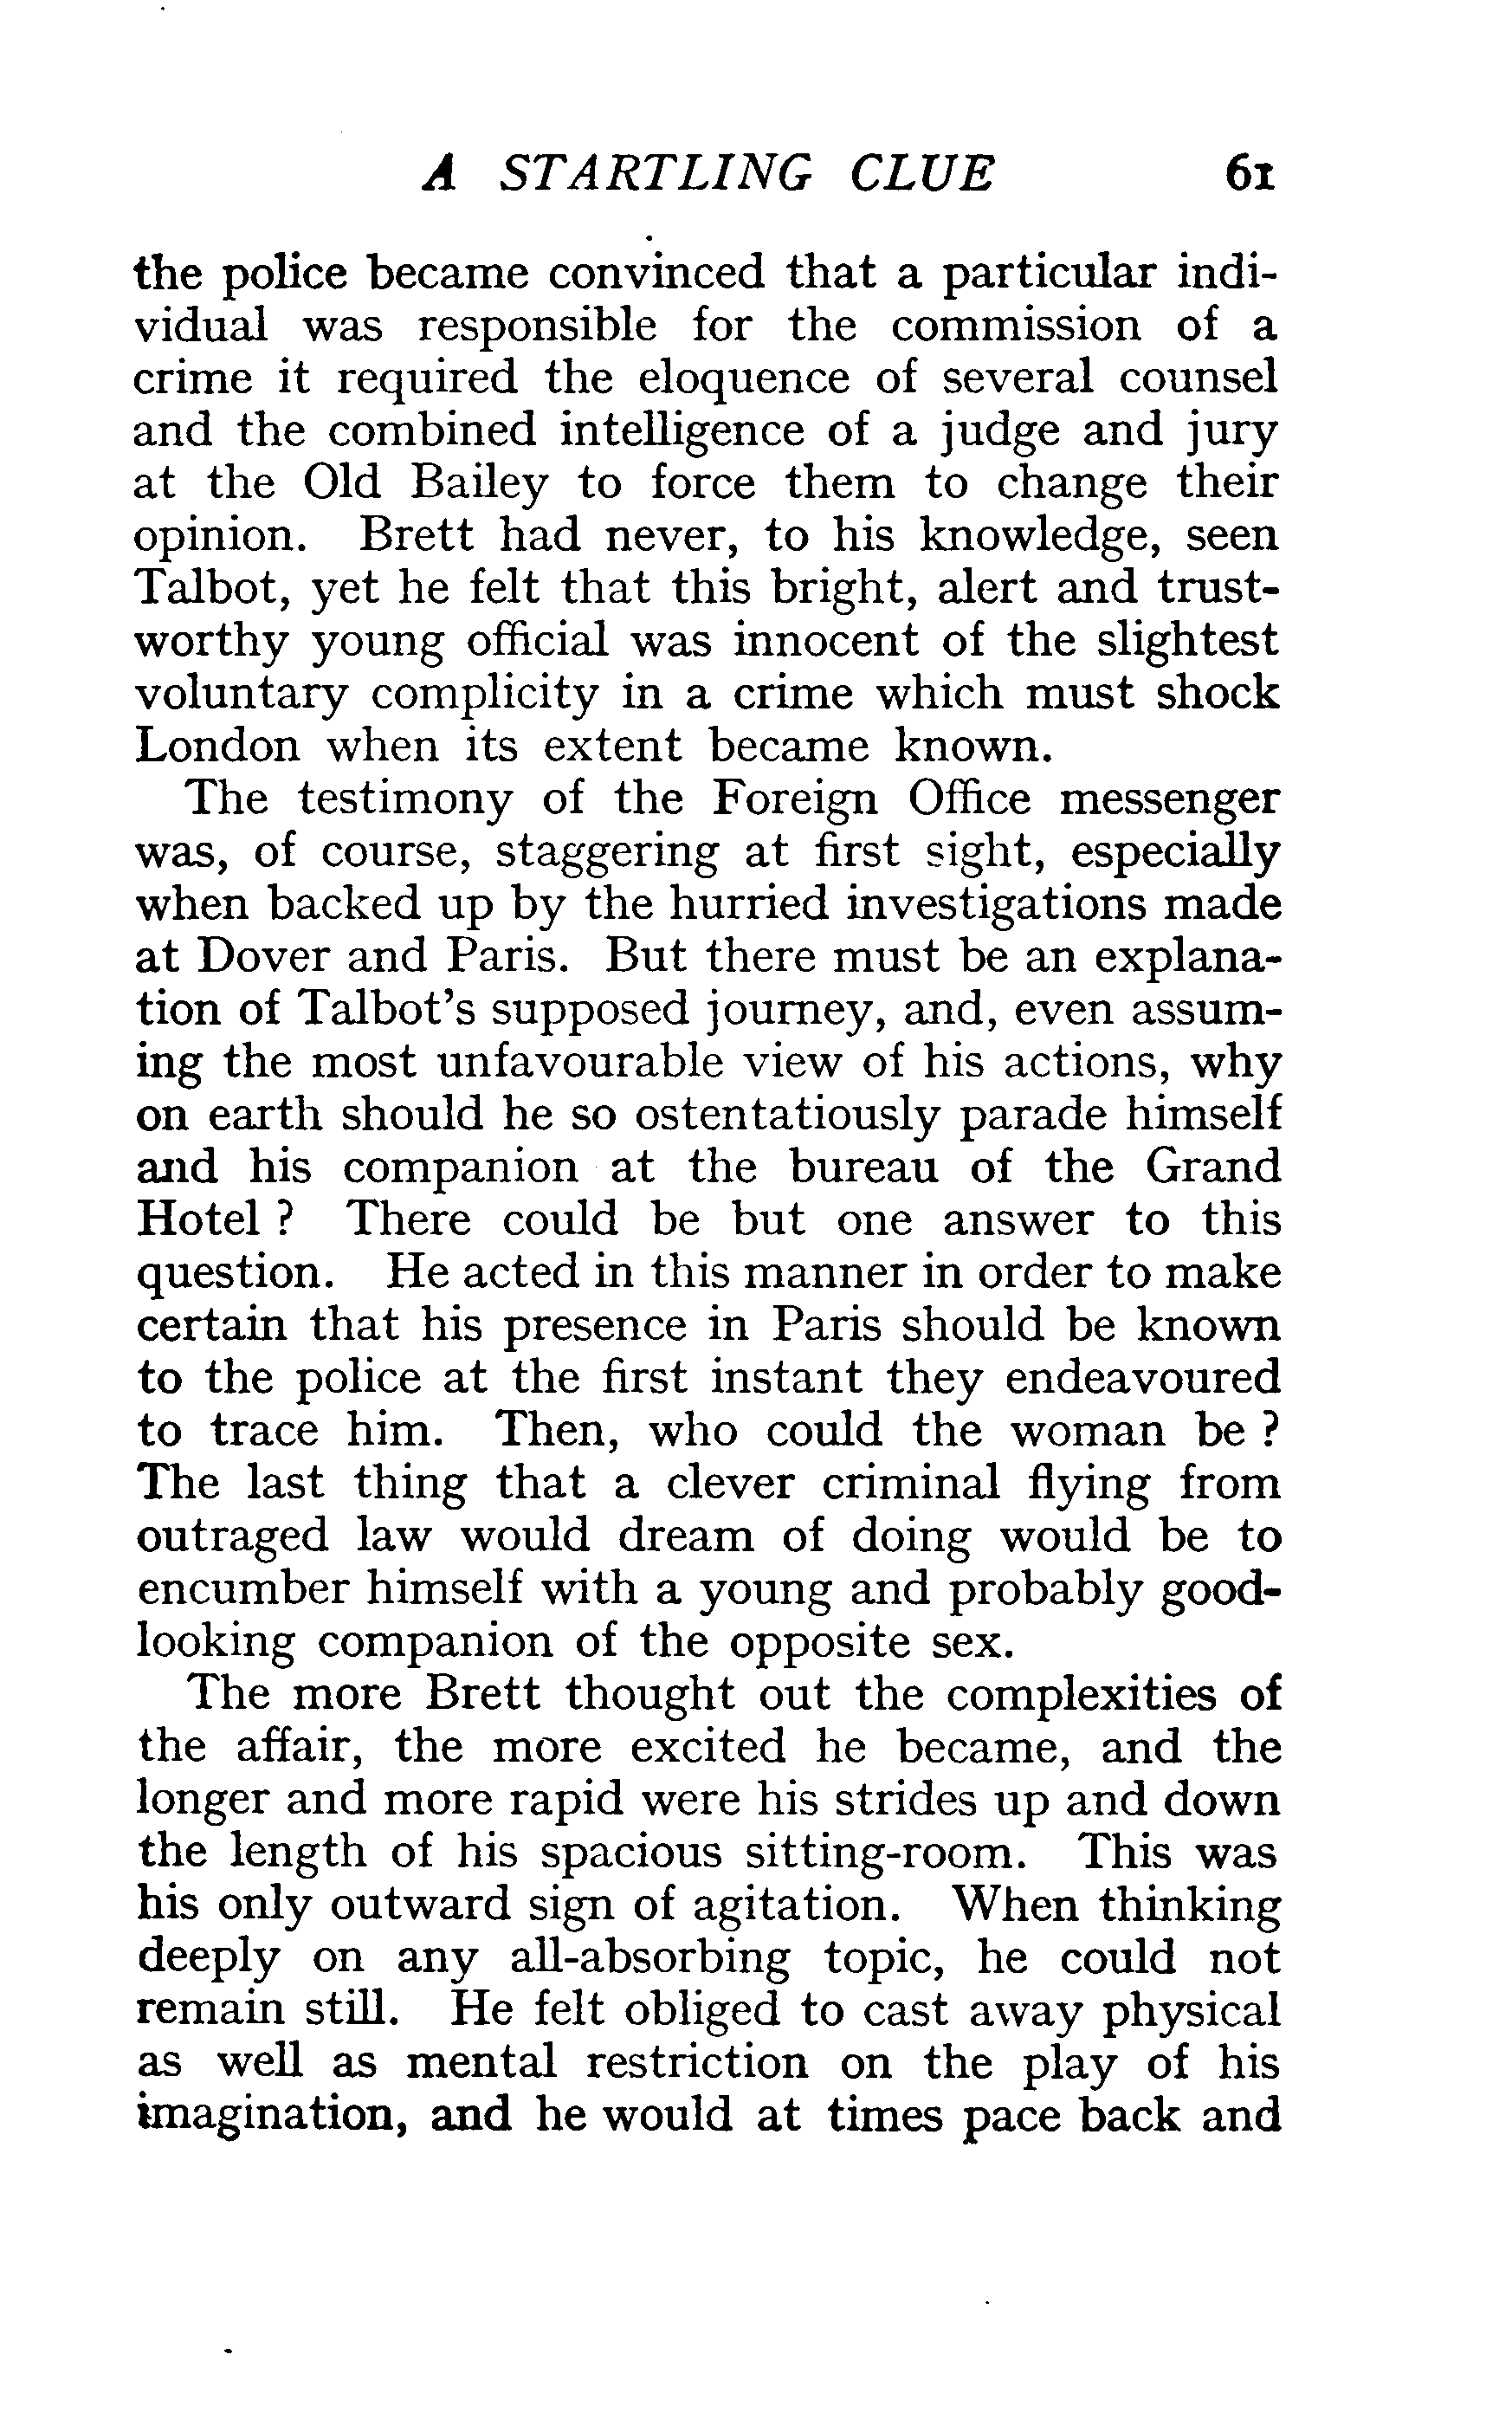 A STARTLING CLUE 61
the police became convinced that a particular indi-
vidual was responsible for the commission of a
crime it required the eloquence of several counsel
and the combined intelligence of a judge and jury
at the Old Bailey to force them to change their
opinion. Brett had never, to his knowledge, seen
Talbot, yet he felt that this bright, alert and trust-
worthy young official was innocent of the slightest
voluntary complicity in a crime which must shock
London when its extent became known.
The testimony of the Foreign Office messenger
was, of course, staggering at first sight, especially
when backed up by the hurried investigations made
at Dover and Paris. But there must be an explana-
tion of Talbot's supposed journey, and, even assum-
ing the most unfavourable view of his actions, why
on earth should he so ostentatiously parade himself
and his companion at the bureau of the Grand
Hotel ? There could be but one answer to this
question. He acted in this manner in order to make
certain that his presence in Paris should be known
to the police at the first instant they endeavoured
to trace him. Then, who could the woman be ?
The last thing that a clever criminal flying from
outraged law would dream of doing would be to
encumber himself with a young and probably good-
looking companion of the opposite sex.
The more Brett thought out the complexities of
the affair, the more excited he became, and the
longer and more rapid were his strides up and down
the length of his spacious sitting-room. This was
his only outward sign of agitation. When thinking
deeply on any all-absorbing topic, he could not
remain still. He felt obliged to cast away physical
as well as mental restriction on the play of his
imagination, and he would at times pace back and